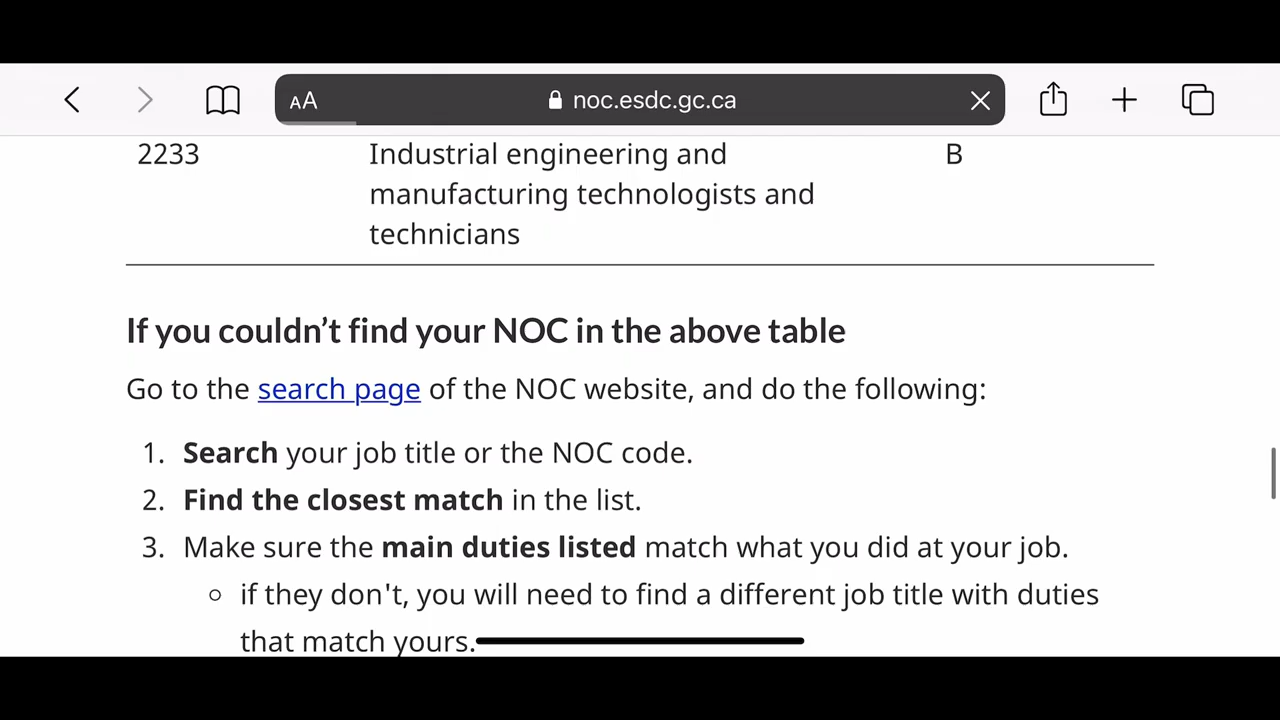 AA noc.esdc.gc.ca
2233 Industrial engineering and B
manufacturing technologists and
technicians
If you couldn’t find your NOC in the above table
Go to the search page of the NOC website, and do the following:
1. Search your job title or the NOC code.
2. Find the closest match in the list.
3. Make sure the main duties listed match what you did at your job.
○ if they don't, you will need to find a different job title with duties
that match yours.